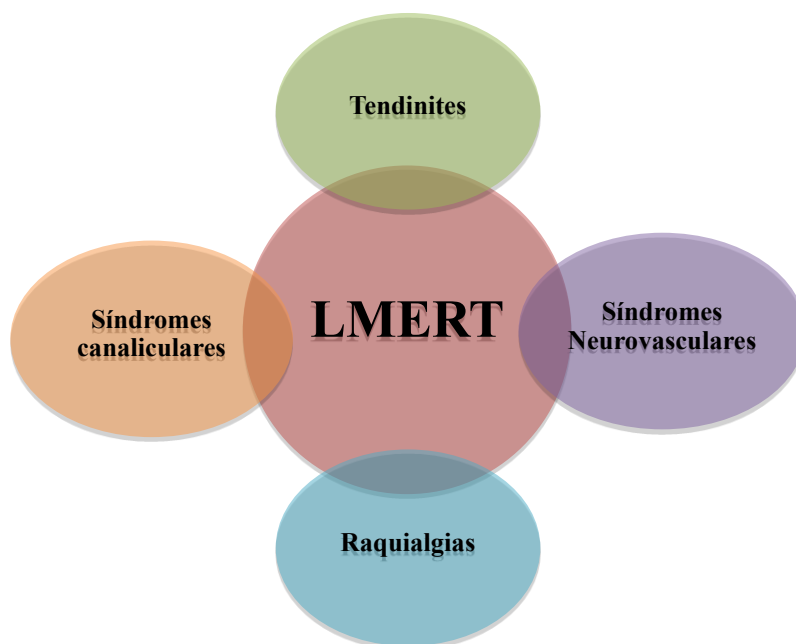 Tendinites
LMERT
Síndromes
canaliculares
Síndromes
Neurovasculares
Raquialgias